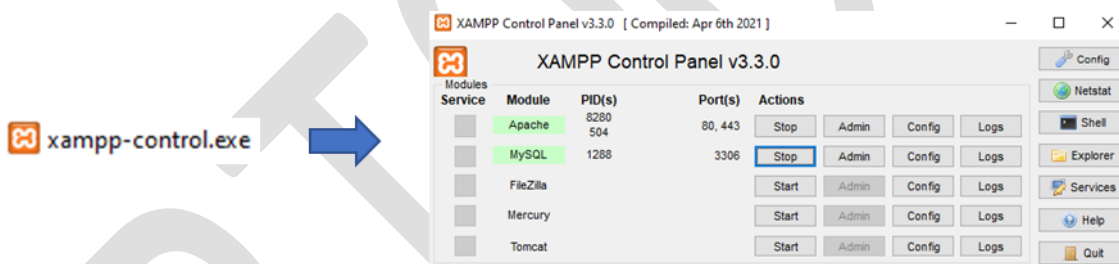 XAMPP Control Panel v3.3.0 [ Compiled: Apr 6th 2021 ]
XAMPP Control Panel v3.3.0
Config
Modules
Service Module PID(s) Port(s) Actions
Netstat
Apache 8280 504 80, 443 Stop Admin Config Logs
Shell
xampp-control.exe
MySQL 1288 3306 Stop Admin Config Logs
Explorer
FileZilla Start Admin Config Logs
Services
Mercury Start Admin Config Logs
Help
Tomcat Start Admin Config Logs
Quit